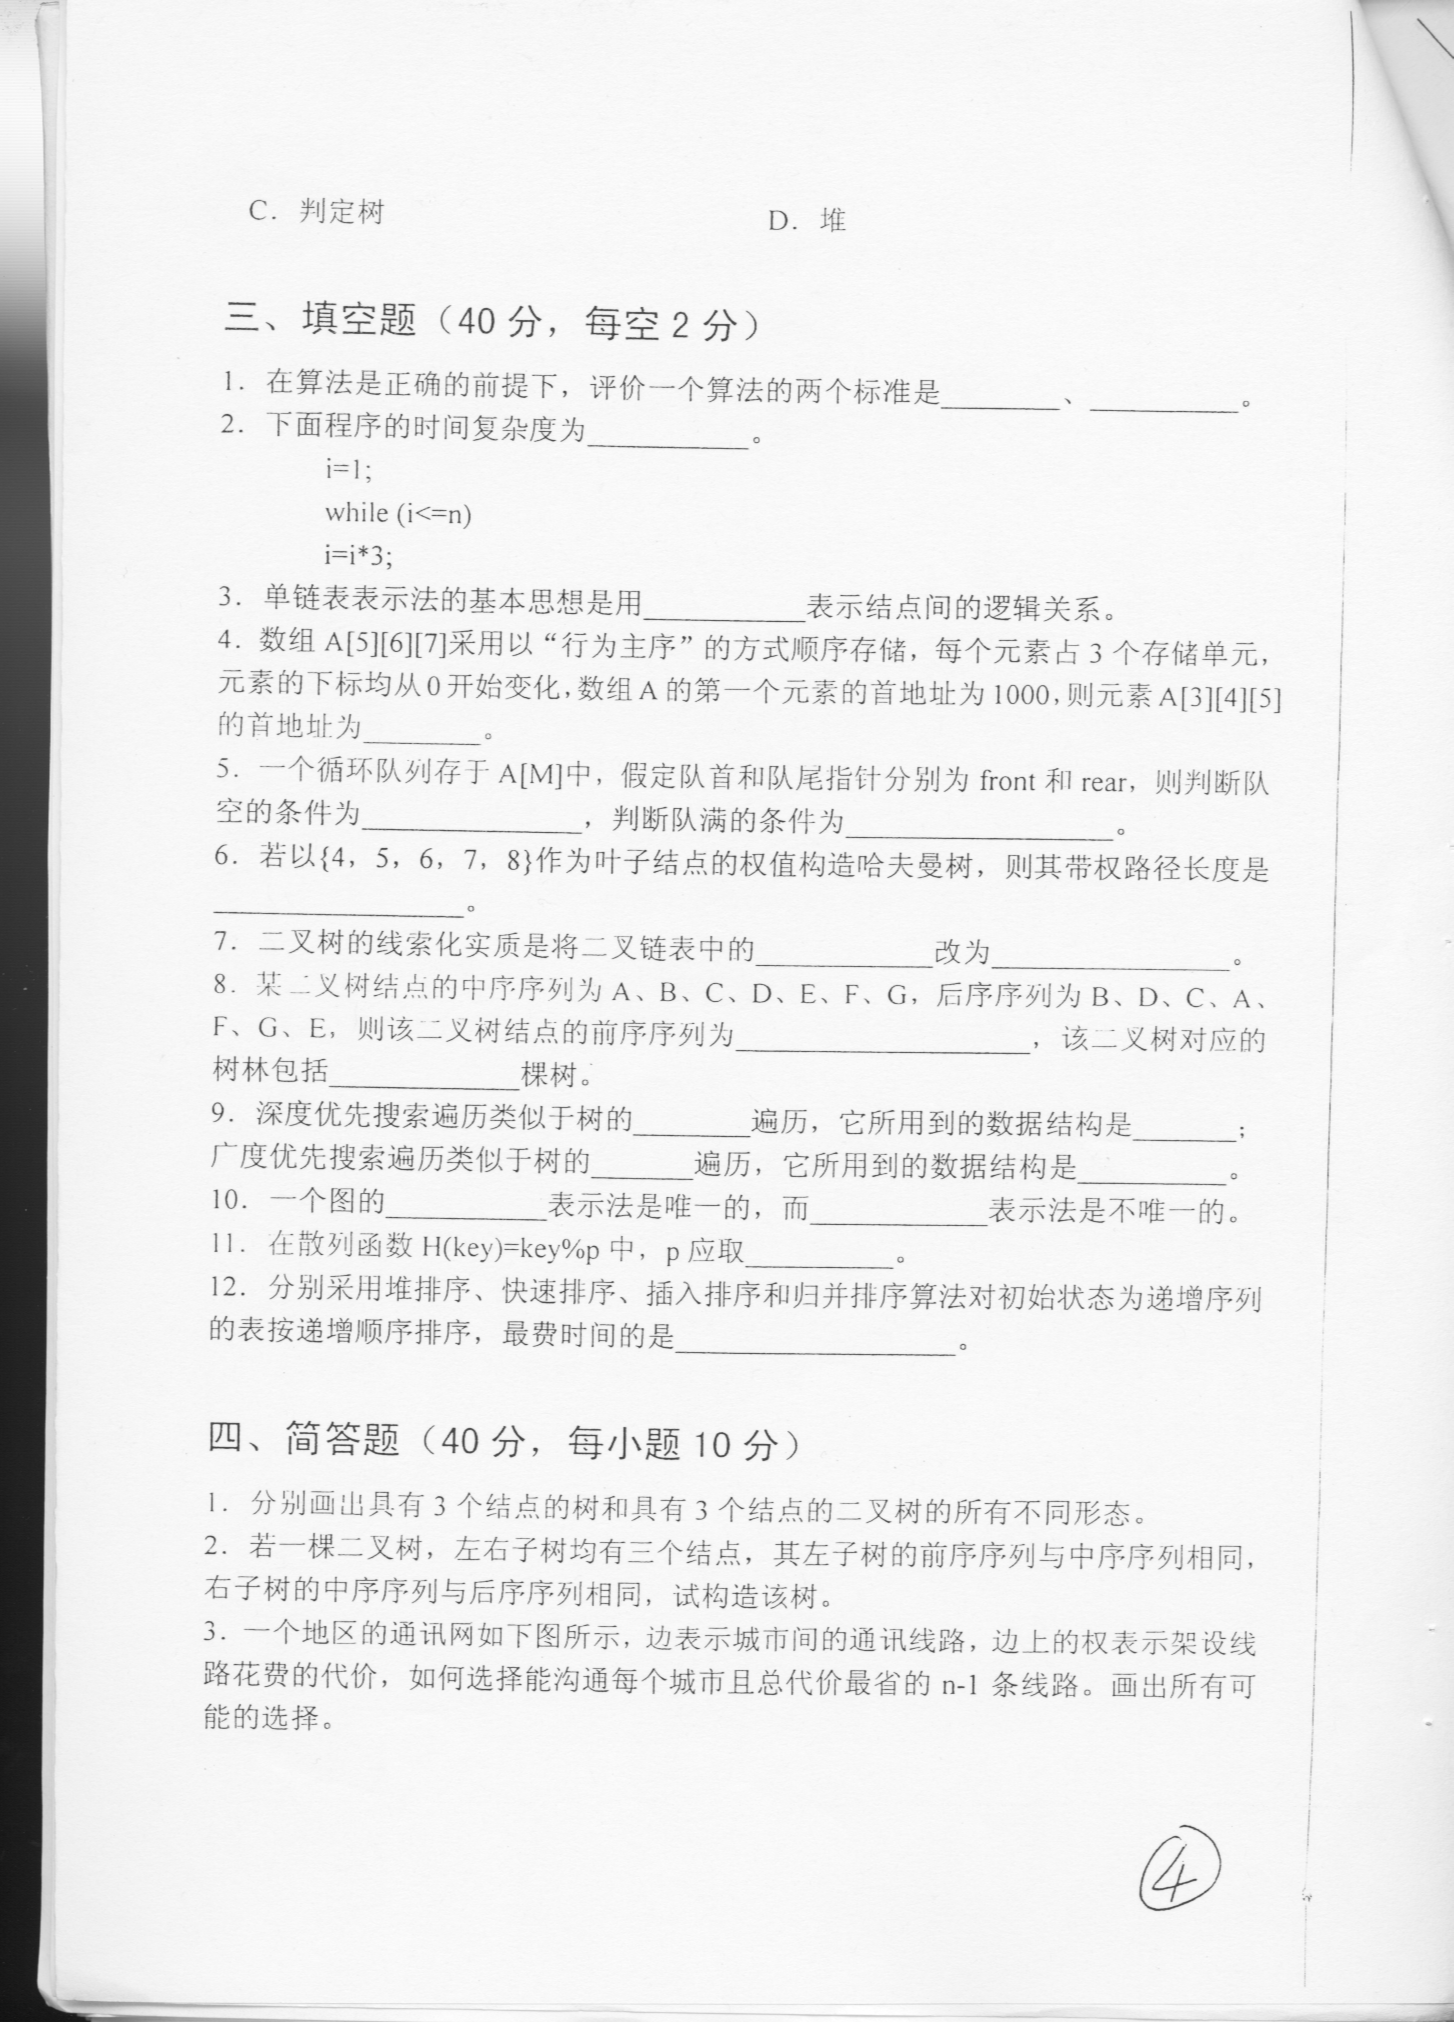 C. 判定树 D. 堆
三、填空题（40 分，每空 2 分）
1. 在算法是正确的前提下，评价一个算法的两个标准是________、__________。
2. 下面程序的时间复杂度为___________。
i=1;
while (i<=n)
i=i*3;
3. 单链表表示法的基本思想是用___________表示结点间的逻辑关系。
4. 数组 A[5][6][7]采用以“行为主序”的方式顺序存储，每个元素占 3 个存储单元，
元素的下标均从0开始变化，数组A的第一个元素的首地址为1000，则元素A[3][4][5]
的首地址为________。
5. 一个循环队列存于 A[M]中，假定队首和队尾指针分别为 front 和 rear，则判断队
空的条件为_______________，判断队满的条件为__________________。
6. 若以{4，5，6，7，8}作为叶子结点的权值构造哈夫曼树，则其带权路径长度是
_________________。
7. 二叉树的线索化实质是将二叉链表中的____________改为________________。
8. 某二叉树结点的中序序列为 A、B、C、D、E、F、G，后序序列为 B、D、C、A、
F、G、E，则该二叉树结点的前序序列为____________________，该二叉树对应的
树林包括_____________棵树。
9. 深度优先搜索遍历类似于树的________遍历，它所用到的数据结构是_______；
广度优先搜索遍历类似于树的_______遍历，它所用到的数据结构是__________。
10. 一个图的___________表示法是唯一的，而____________表示法是不唯一的。
11. 在散列函数 H(key)=key%p 中，p 应取__________。
12. 分别采用堆排序、快速排序、插入排序和归并排序算法对初始状态为递增序列
的表按递增顺序排序，最费时间的是___________________。
四、简答题（40 分，每小题 10 分）
1. 分别画出具有 3 个结点的树和具有 3 个结点的二叉树的所有不同形态。
2. 若一棵二叉树，左右子树均有三个结点，其左子树的前序序列与中序序列相同，
右子树的中序序列与后序序列相同，试构造该树。
3. 一个地区的通讯网如下图所示，边表示城市间的通讯线路，边上的权表示架设线
路花费的代价，如何选择能沟通每个城市且总代价最省的 n-1 条线路。画出所有可
能的选择。
4